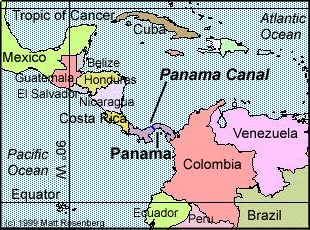 Tropic of Cancer
Atlantic
Ocean
Cuba
Mexico
Belize
Guatemala
Honduras
Panama Canal
El Salvador
Nicaragua
Costa Rica
Venezuela
Pacific
Ocean
90° W
Panama
Colombia
Equator
Ecuador
Peru
Brazil
(c) 1999 Matt Rosenberg